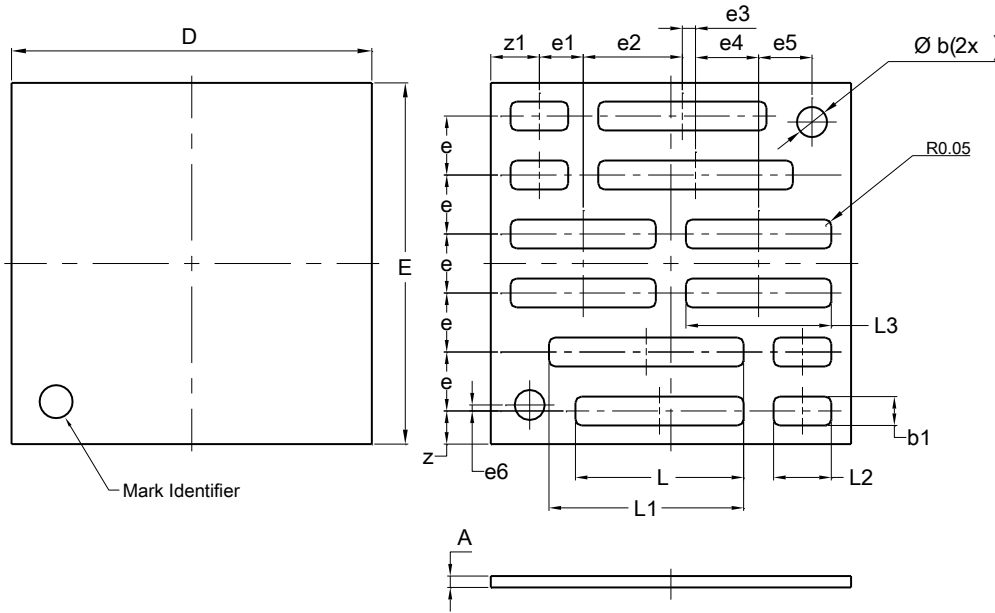 D
e3
z1
e1
e2
e4
e5
Ø b(2x )
R0.05
e
e
e
E
e
L3
e
b1
z
e6
L
L2
Mark Identifier
L1
A